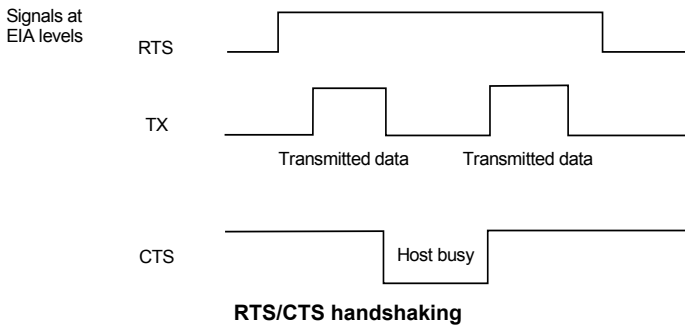 Signals at
EIA levels
RTS
TX
Transmitted data Transmitted data
CTS
Host busy
RTS/CTS handshaking